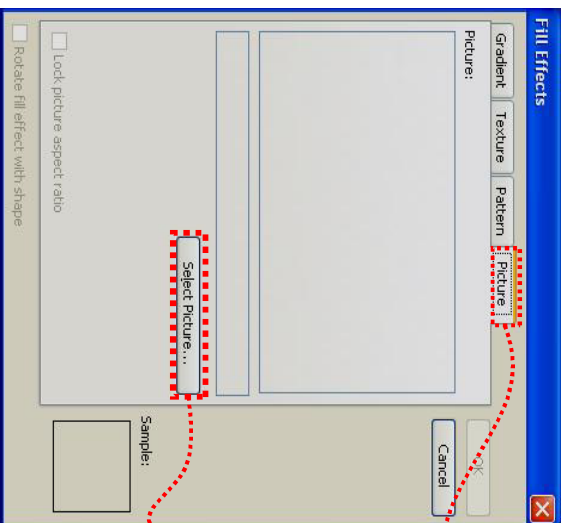 Fill Effects
Gradient Texture Pattern Picture
OK
Cancel
Picture:
Select Picture...
Sample:
Lock picture aspect ratio
Rotate fill effect with shape